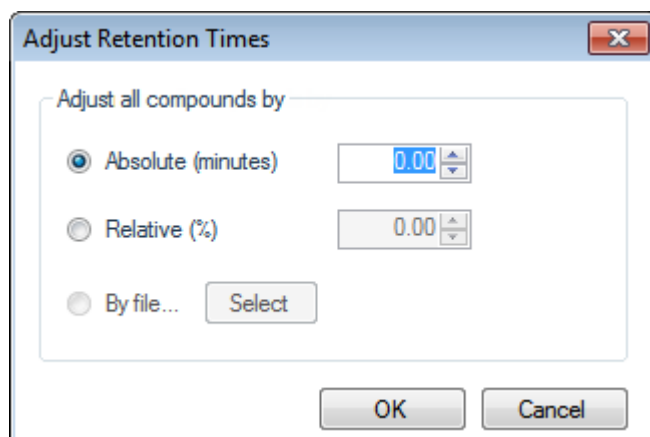 Adjust Retention Times
Adjust all compounds by
Absolute (minutes) 0.00
Relative (%) 0.00
By file... Select
OK Cancel